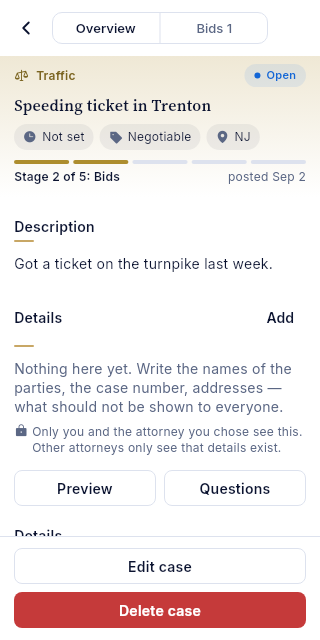 Overview
Bids 1
Traffic
Open
Speeding ticket in Trenton
Not set
Negotiable
NJ
Stage 2 of 5: Bids
posted Sep 2
Description
Got a ticket on the turnpike last week.
Details
Add
Nothing here yet. Write the names of the
parties, the case number, addresses —
what should not be shown to everyone.
Only you and the attorney you chose see this.
Other attorneys only see that details exist.
Preview
Questions
Details
Edit case
Delete case